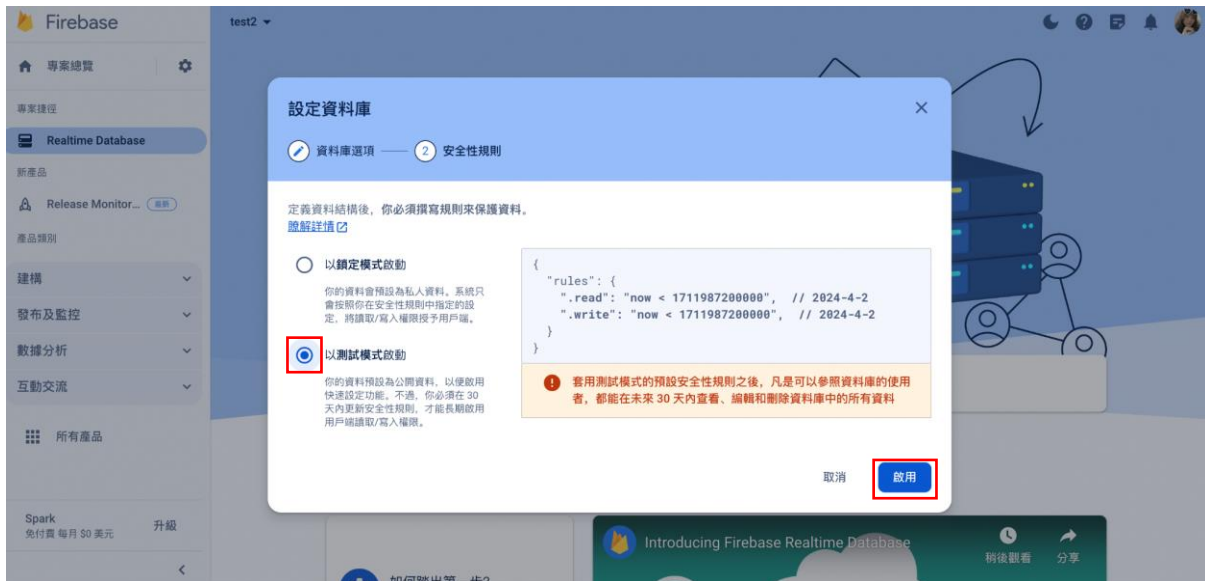 Firebase
test2
專案總覽
專案捷徑
Realtime Database
新產品
Release Monitor... 最新
產品類別
建構
發布及監控
數據分析
互動交流
所有產品
Spark
免付費 每月 $0 美元
升級
設定資料庫
資料庫選項
2 安全性規則
定義資料結構後，你必須撰寫規則來保護資料。
瞭解詳情
以鎖定模式啟動
你的資料會預設為私人資料。系統只
會按照你在安全性規則中指定的設
定，將讀取/寫入權限授予用戶端。
以測試模式啟動
你的資料預設為公開資料，以便啟用
快速設定功能。不過，你必須在 30
天內更新安全性規則，才能長期啟用
用戶端讀取/寫入權限。
{
"rules": {
".read": "now < 1711987200000", // 2024-4-2
".write": "now < 1711987200000", // 2024-4-2
}
}
套用測試模式的預設安全性規則之後，凡是可以參照資料庫的使用
者，都能在未來 30 天內查看、編輯和刪除資料庫中的所有資料
取消
啟用
如何跨出第一步?
Introducing Firebase Realtime Database
稍後觀看
分享